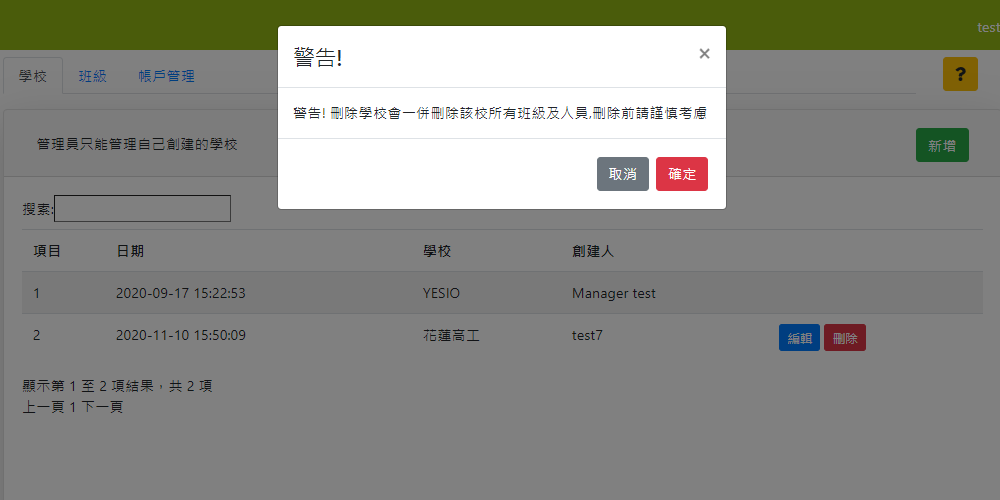 test
警告! ×
學校 班級 帳戶管理 ?
警告! 刪除學校會一併刪除該校所有班級及人員,刪除前請謹慎考慮
管理員只能管理自己創建的學校 新增
取消 確定
搜索:
項目 日期 學校 創建人
1 2020-09-17 15:22:53 YESIO Manager test
2 2020-11-10 15:50:09 花蓮高工 test7 編輯 刪除
顯示第 1 至 2 項結果，共 2 項
上一頁 1 下一頁